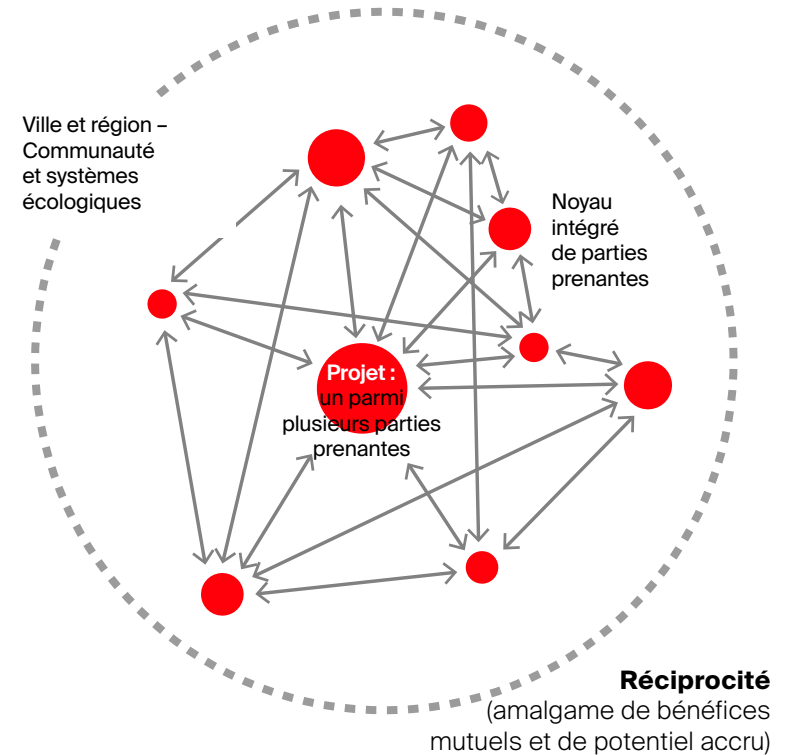 Ville et région –
Communauté
et systèmes
écologiques
Noyau
intégré
de parties
prenantes
Projet :
un parmi
plusieurs parties
prenantes
Réciprocité
(amalgame de bénéfices
mutuels et de potentiel accru)